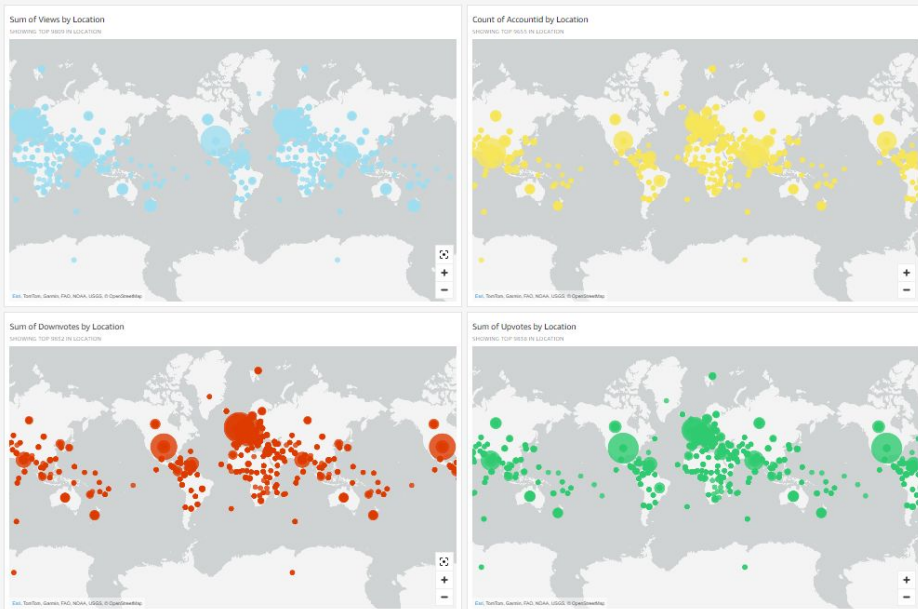 Sum of Views by Location
SHOWING TOP 9809 IN LOCATION
Esri, TomTom, Garmin, FAO, NOAA, USGS, © OpenStreetMap
Count of Accountid by Location
SHOWING TOP 9855 IN LOCATION
Esri, TomTom, Garmin, FAO, NOAA, USGS, © OpenStreetMap
Sum of Downvotes by Location
SHOWING TOP 9852 IN LOCATION
Esri, TomTom, Garmin, FAO, NOAA, USGS, © OpenStreetMap
Sum of Upvotes by Location
SHOWING TOP 9858 IN LOCATION
Esri, TomTom, Garmin, FAO, NOAA, USGS, © OpenStreetMap